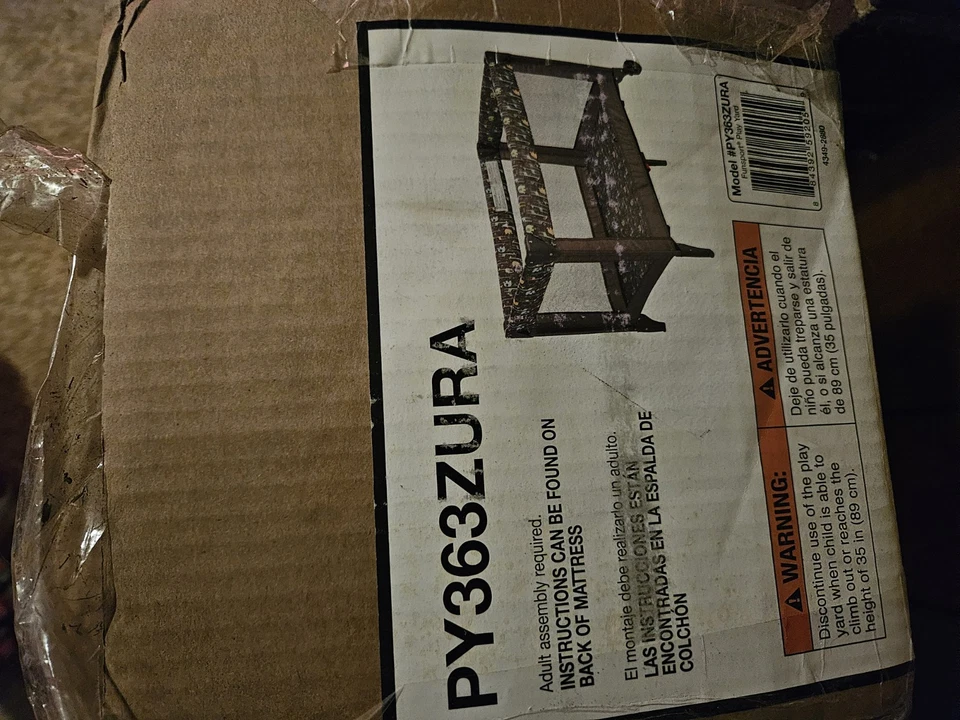 PY363ZURA
Adult assembly required.
INSTRUCTIONS CAN BE FOUND ON
BACK OF MATTRESS
El montaje debe realizarlo un adulto.
LAS INSTRUCCIONES ESTÁN
ENCONTRADAS EN LA ESPALDA DE
COLCHÓN
Model #PY363ZURA
Funsport® Play Yard
4349-2980
⚠ WARNING:
Discontinue use of the play
yard when child is able to
climb out or reaches the
height of 35 in (89 cm).
⚠ ADVERTENCIA
Deje de utilizarlo cuando el
niño pueda treparse y salir de
él, o si alcanza una estatura
de 89 cm (35 pulgadas).